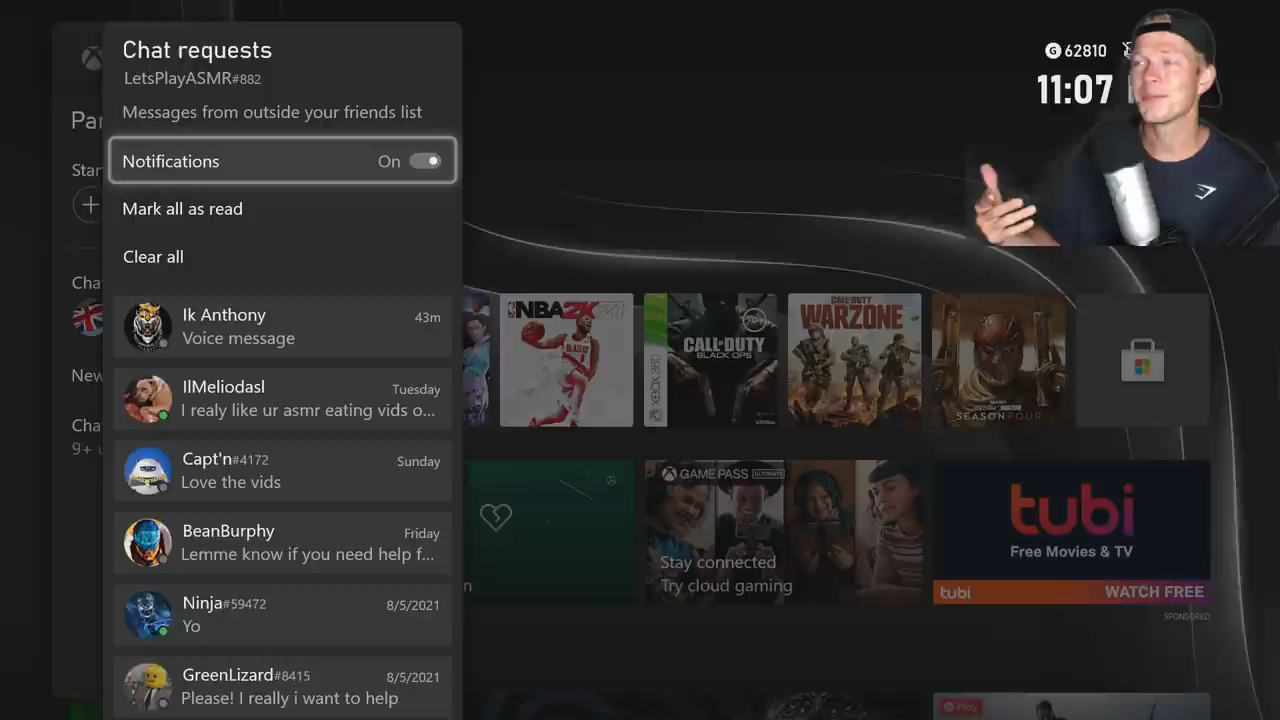 Chat requests
LetsPlayASMR#882
Messages from outside your friends list
Notifications On
Mark all as read
Clear all
Ik Anthony 43m
Voice message
IlMeliodasl Tuesday
I realy like ur asmr eating vids o...
Capt'n#4172 Sunday
Love the vids
BeanBurphy Friday
Lemme know if you need help f...
Ninja#59472 8/5/2021
Yo
GreenLizard#8415 8/5/2021
Please! I really i want to help
Par
Star
Cha
New
Cha
9+ u
G 62810
11:07
NBA 2K21
XBOX 360
CALL OF DUTY
BLACK OPS
CALL OF DUTY
WARZONE
WARZONE
SEASON FOUR
n
GAME PASS ULTIMATE
Stay connected
Try cloud gaming
tubi
Free Movies & TV
tubi WATCH FREE
SPONSORED
Play